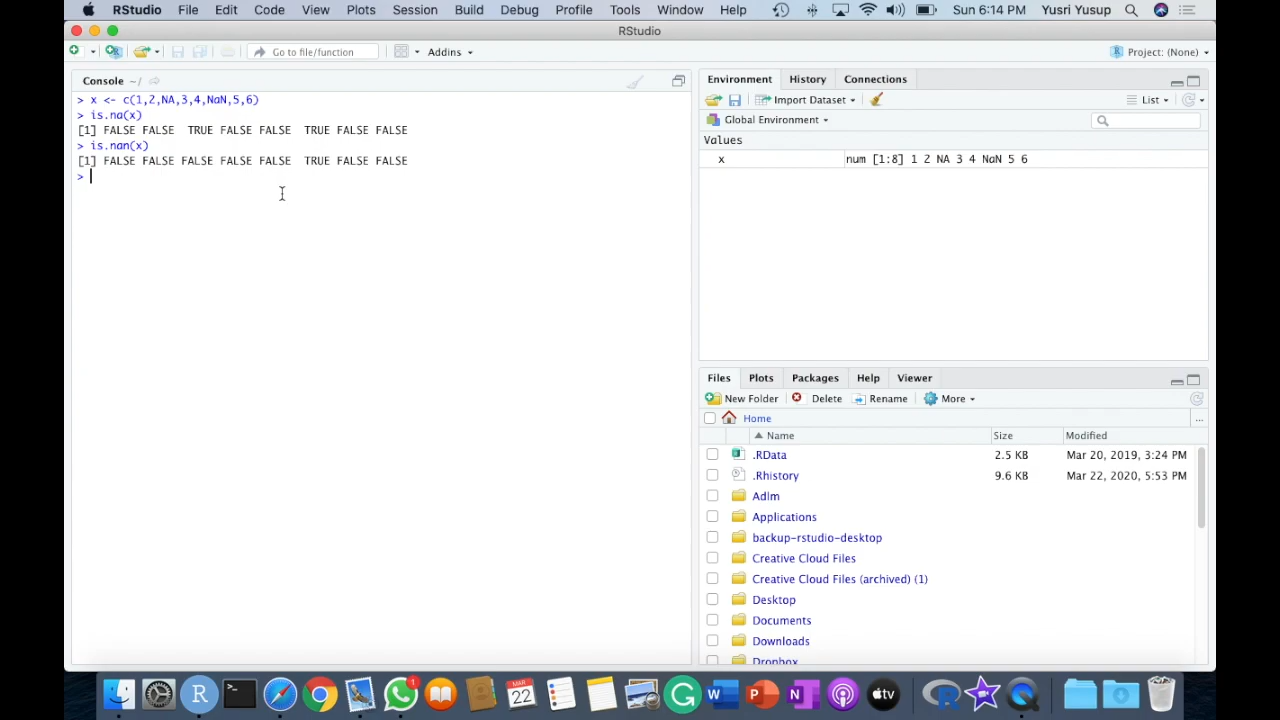 RStudio File Edit Code View Plots Session Build Debug Profile Tools Window Help Sun 6:14 PM Yusri Yusup
RStudio
Go to file/function Addins Project: (None)
Console ~/
> x <- c(1,2,NA,3,4,NaN,5,6)
> is.na(x)
[1] FALSE FALSE  TRUE FALSE FALSE  TRUE FALSE FALSE
> is.nan(x)
[1] FALSE FALSE FALSE FALSE FALSE  TRUE FALSE FALSE
>
Environment History Connections
Import Dataset List
Global Environment
Values
x num [1:8] 1 2 NA 3 4 NaN 5 6
Files Plots Packages Help Viewer
New Folder Delete Rename More
Home ...
Name Size Modified
.RData 2.5 KB Mar 20, 2019, 3:24 PM
.Rhistory 9.6 KB Mar 22, 2020, 5:53 PM
Adlm
Applications
backup-rstudio-desktop
Creative Cloud Files
Creative Cloud Files (archived) (1)
Desktop
Documents
Downloads
Dropbox
R >_ 1 MAR 22 G W P N tv R